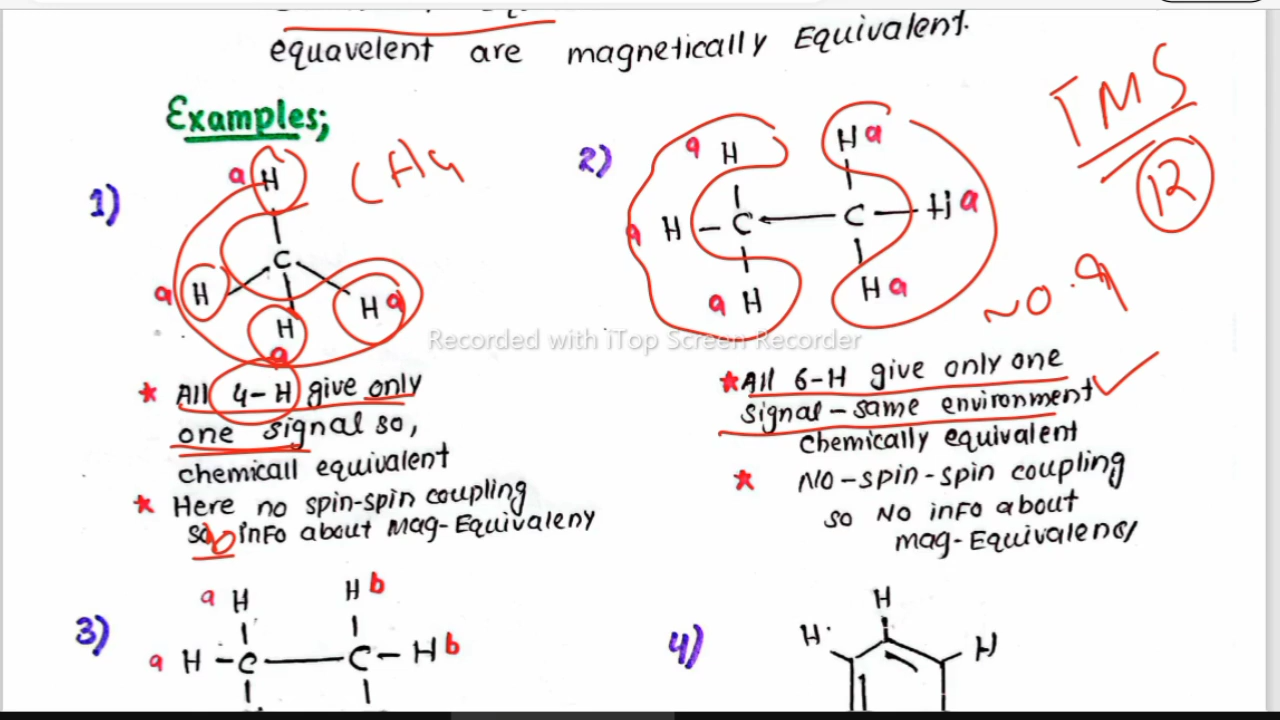 equavelent are magnetically Equivalent.
Examples;
TMS
12
1)
a H
CH4
C
a H
H a
H
a
2)
a H
H a
a H – C – C – H a
a H
H a
~0.9
Recorded with iTop Screen Recorder
* All 4-H give only
one signal so,
chemicall equivalent
* Here no spin-spin coupling
so inFo about Mag-Equivaleny
* All 6-H give only one
signal – same environment
chemically equivalent
* No-spin-spin coupling
so No inFo about
mag-Equivalency
3)
a H
H b
a H – C – C – H b
4)
H
H
H